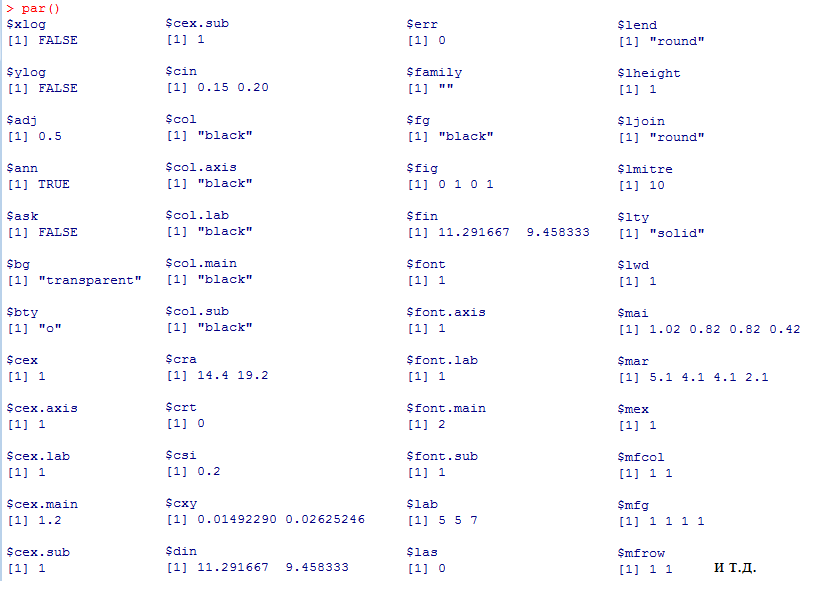 > par()
$xlog
[1] FALSE
$ylog
[1] FALSE
$adj
[1] 0.5
$ann
[1] TRUE
$ask
[1] FALSE
$bg
[1] "transparent"
$bty
[1] "o"
$cex
[1] 1
$cex.axis
[1] 1
$cex.lab
[1] 1
$cex.main
[1] 1.2
$cex.sub
[1] 1
$cex.sub
[1] 1
$cin
[1] 0.15 0.20
$col
[1] "black"
$col.axis
[1] "black"
$col.lab
[1] "black"
$col.main
[1] "black"
$col.sub
[1] "black"
$cra
[1] 14.4 19.2
$crt
[1] 0
$csi
[1] 0.2
$cxy
[1] 0.01492290 0.02625246
$din
[1] 11.291667  9.458333
$err
[1] 0
$family
[1] ""
$fg
[1] "black"
$fig
[1] 0 1 0 1
$fin
[1] 11.291667  9.458333
$font
[1] 1
$font.axis
[1] 1
$font.lab
[1] 1
$font.main
[1] 2
$font.sub
[1] 1
$lab
[1] 5 5 7
$las
[1] 0
$lend
[1] "round"
$lheight
[1] 1
$ljoin
[1] "round"
$lmitre
[1] 10
$lty
[1] "solid"
$lwd
[1] 1
$mai
[1] 1.02 0.82 0.82 0.42
$mar
[1] 5.1 4.1 4.1 2.1
$mex
[1] 1
$mfcol
[1] 1 1
$mfg
[1] 1 1 1 1
$mfrow
[1] 1 1
и т.д.